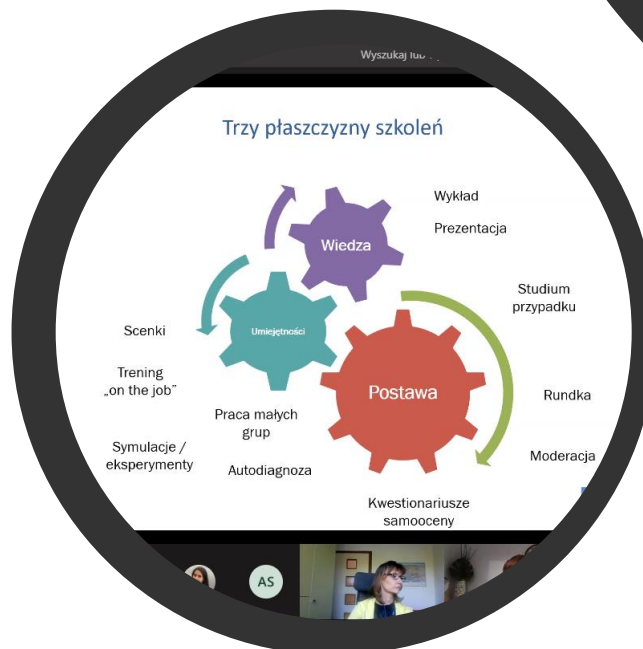 Wyszukaj lub
Trzy płaszczyzny szkoleń
Wiedza
Wykład
Prezentacja
Umiejętności
Studium
przypadku
Scenki
Trening
„on the job”
Postawa
Rundka
Praca małych
grup
Symulacje /
eksperymenty
Autodiagnoza
Moderacja
Kwestionariusze
samooceny
AS